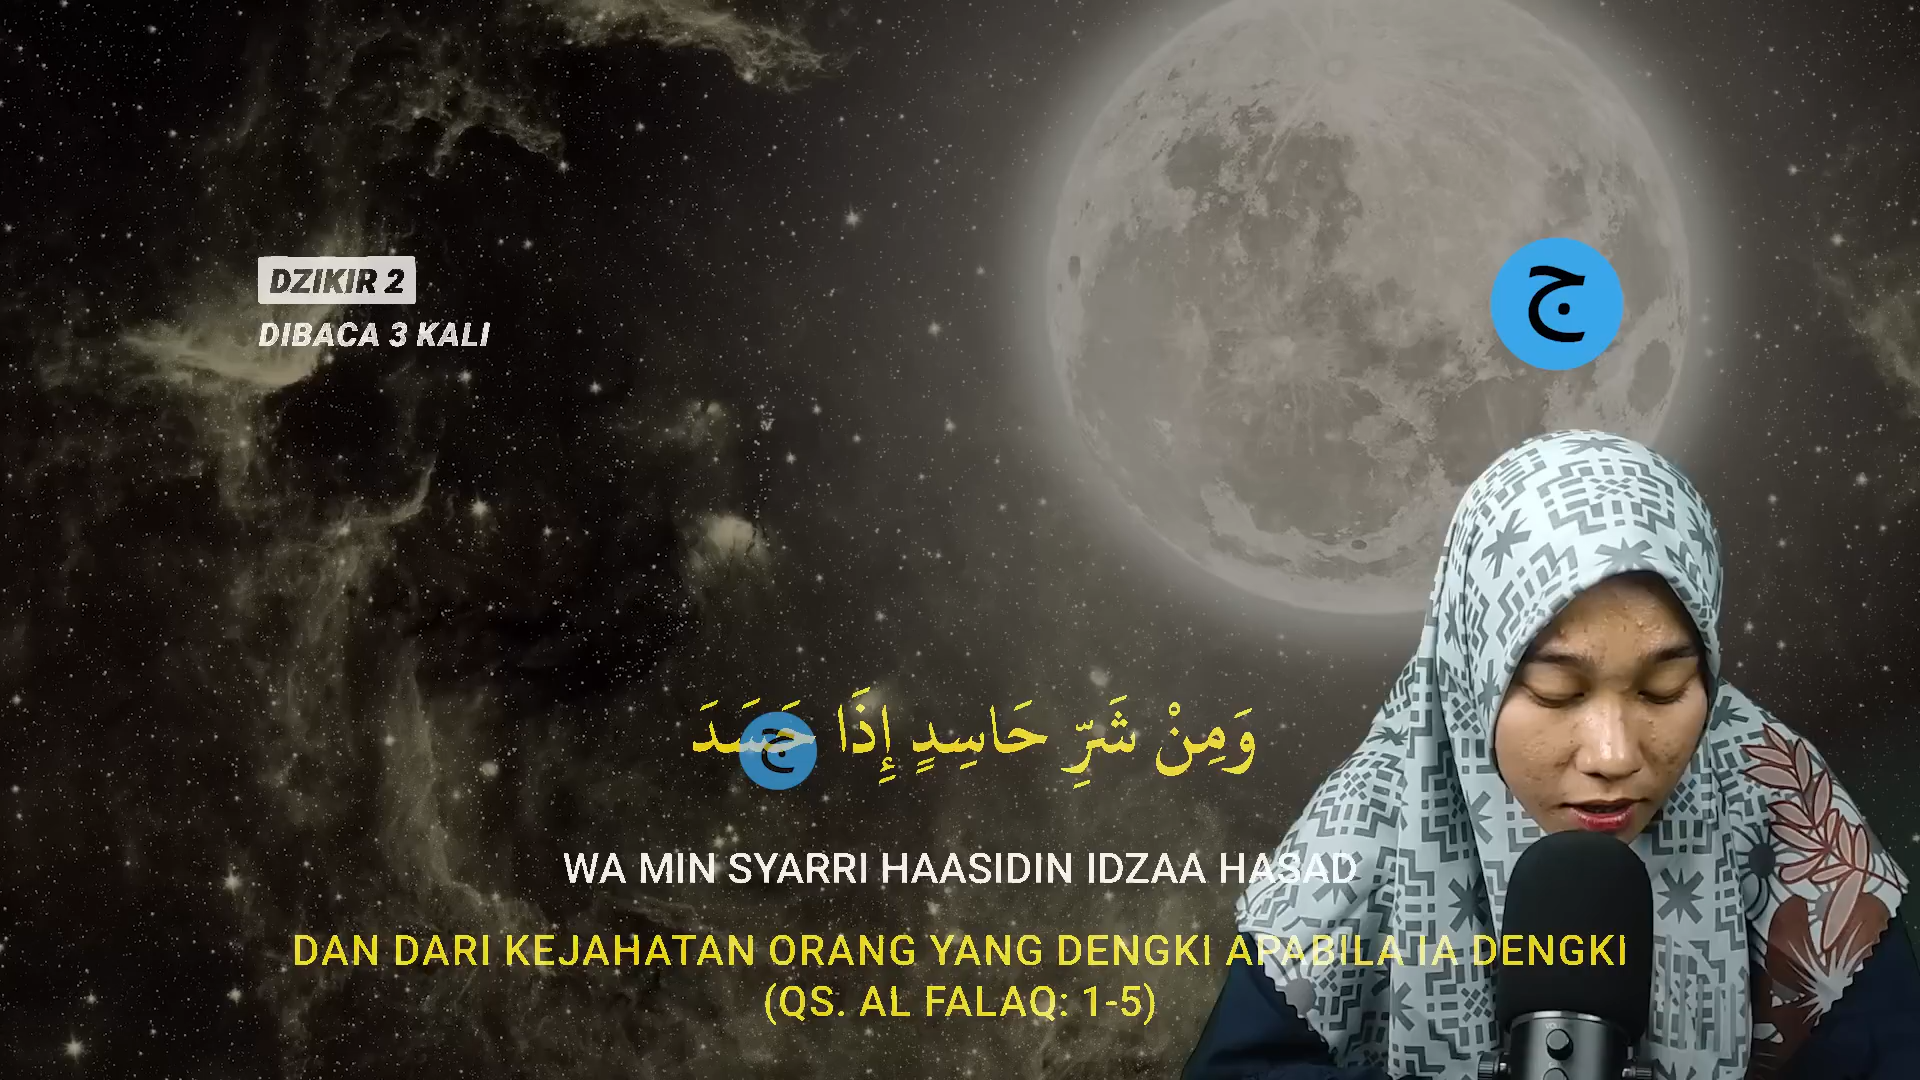 DZIKIR 2
DIBACA 3 KALI
ج
وَمِنْ شَرِّ حَاسِدٍ إِذَا حَسَدَ
ج
WA MIN SYARRI HAASIDIN IDZAA HASAD
DAN DARI KEJAHATAN ORANG YANG DENGKI APABILA IA DENGKI
(QS. AL FALAQ: 1-5)